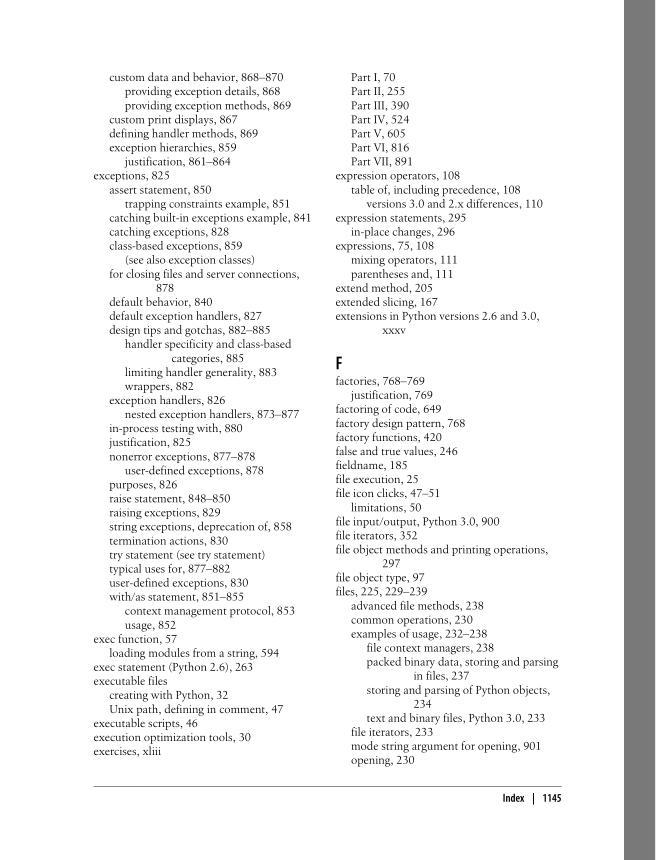 custom data and behavior, 868–870
providing exception details, 868
providing exception methods, 869
custom print displays, 867
defining handler methods, 869
exception hierarchies, 859
justification, 861–864
exceptions, 825
assert statement, 850
trapping constraints example, 851
catching built-in exceptions example, 841
catching exceptions, 828
class-based exceptions, 859
(see also exception classes)
for closing files and server connections,
878
default behavior, 840
default exception handlers, 827
design tips and gotchas, 882–885
handler specificity and class-based
categories, 885
limiting handler generality, 883
wrappers, 882
exception handlers, 826
nested exception handlers, 873–877
in-process testing with, 880
justification, 825
nonerror exceptions, 877–878
user-defined exceptions, 878
purposes, 826
raise statement, 848–850
raising exceptions, 829
string exceptions, deprecation of, 858
termination actions, 830
try statement (see try statement)
typical uses for, 877–882
user-defined exceptions, 830
with/as statement, 851–855
context management protocol, 853
usage, 852
exec function, 57
loading modules from a string, 594
exec statement (Python 2.6), 263
executable files
creating with Python, 32
Unix path, defining in comment, 47
executable scripts, 46
execution optimization tools, 30
exercises, xliii
Part I, 70
Part II, 255
Part III, 390
Part IV, 524
Part V, 605
Part VI, 816
Part VII, 891
expression operators, 108
table of, including precedence, 108
versions 3.0 and 2.x differences, 110
expression statements, 295
in-place changes, 296
expressions, 75, 108
mixing operators, 111
parentheses and, 111
extend method, 205
extended slicing, 167
extensions in Python versions 2.6 and 3.0,
xxxv
F
factories, 768–769
justification, 769
factoring of code, 649
factory design pattern, 768
factory functions, 420
false and true values, 246
fieldname, 185
file execution, 25
file icon clicks, 47–51
limitations, 50
file input/output, Python 3.0, 900
file iterators, 352
file object methods and printing operations,
297
file object type, 97
files, 225, 229–239
advanced file methods, 238
common operations, 230
examples of usage, 232–238
file context managers, 238
packed binary data, storing and parsing
in files, 237
storing and parsing of Python objects,
234
text and binary files, Python 3.0, 233
file iterators, 233
mode string argument for opening, 901
opening, 230
Index | 1145